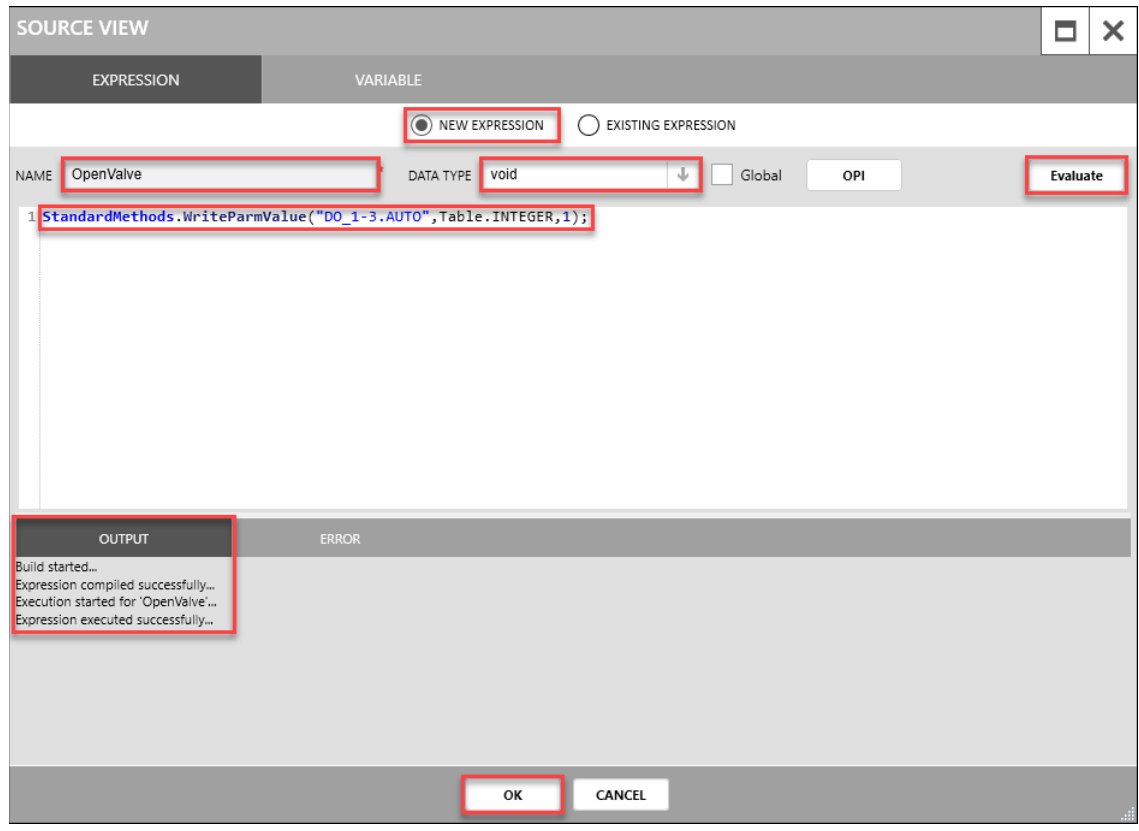 SOURCE VIEW
EXPRESSION VARIABLE
NEW EXPRESSION EXISTING EXPRESSION
NAME OpenValve * DATA TYPE void Global OPI Evaluate
1 StandardMethods.WriteParmValue("DO_1-3.AUTO",Table.INTEGER,1);
OUTPUT ERROR
Build started...
Expression compiled successfully...
Execution started for 'OpenValve'...
Expression executed successfully...
OK CANCEL